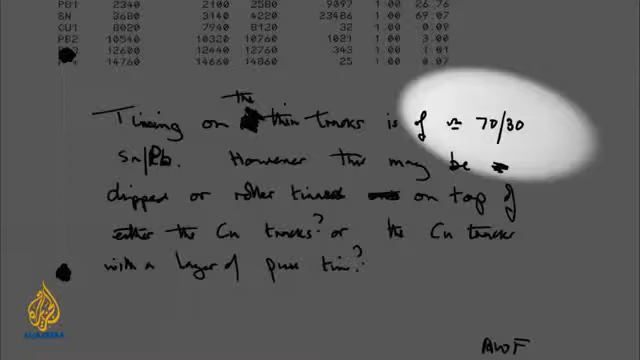 PB1 2340 2100 2580 9097 1.00 26.76
SN 3680 3140 4220 23486 1.00 69.07
CU1 8020 7940 8120 32 1.00 0.09
PB2 10540 10320 10760 1021 1.00 3.00
12600 12440 12760 343 1.00 1.01
14760 14660 14860 25 1.00 0.07
the
Tinning on thin tracks is of ≈ 70/30
Sn/Pb. However this may be
dipped or roller tinned on top of
either the Cu tracks? or the Cu tracks
with a layer of pure tin?
AWF
ALJAZEERA